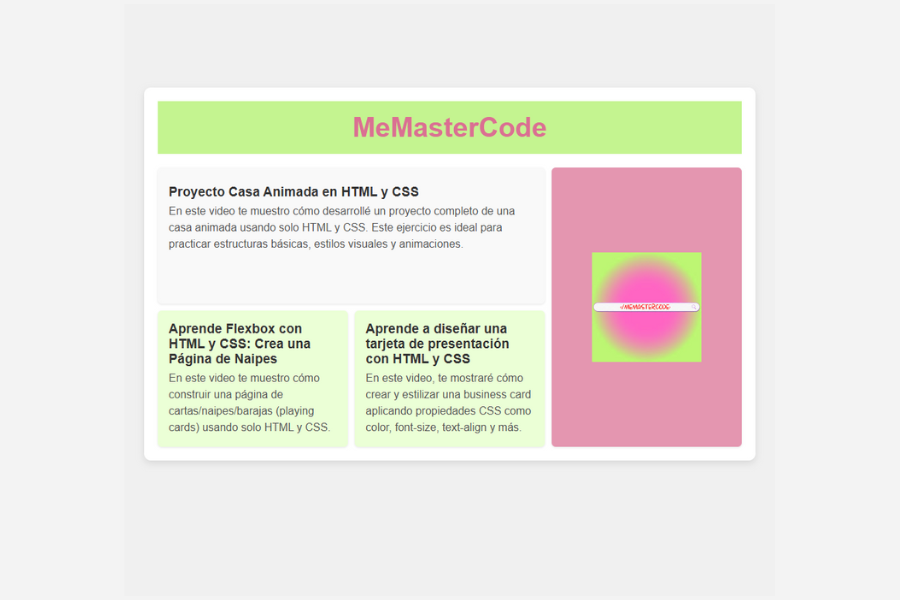 MeMasterCode
Proyecto Casa Animada en HTML y CSS
En este video te muestro cómo desarrollé un proyecto completo de una
casa animada usando solo HTML y CSS. Este ejercicio es ideal para
practicar estructuras básicas, estilos visuales y animaciones.
Aprende Flexbox con
HTML y CSS: Crea una
Página de Naipes
En este video te muestro cómo
construir una página de
cartas/naipes/barajas (playing
cards) usando solo HTML y CSS.
Aprende a diseñar una
tarjeta de presentación
con HTML y CSS
En este video, te mostraré cómo
crear y estilizar una business card
aplicando propiedades CSS como
color, font-size, text-align y más.
/MEMASTERCODE